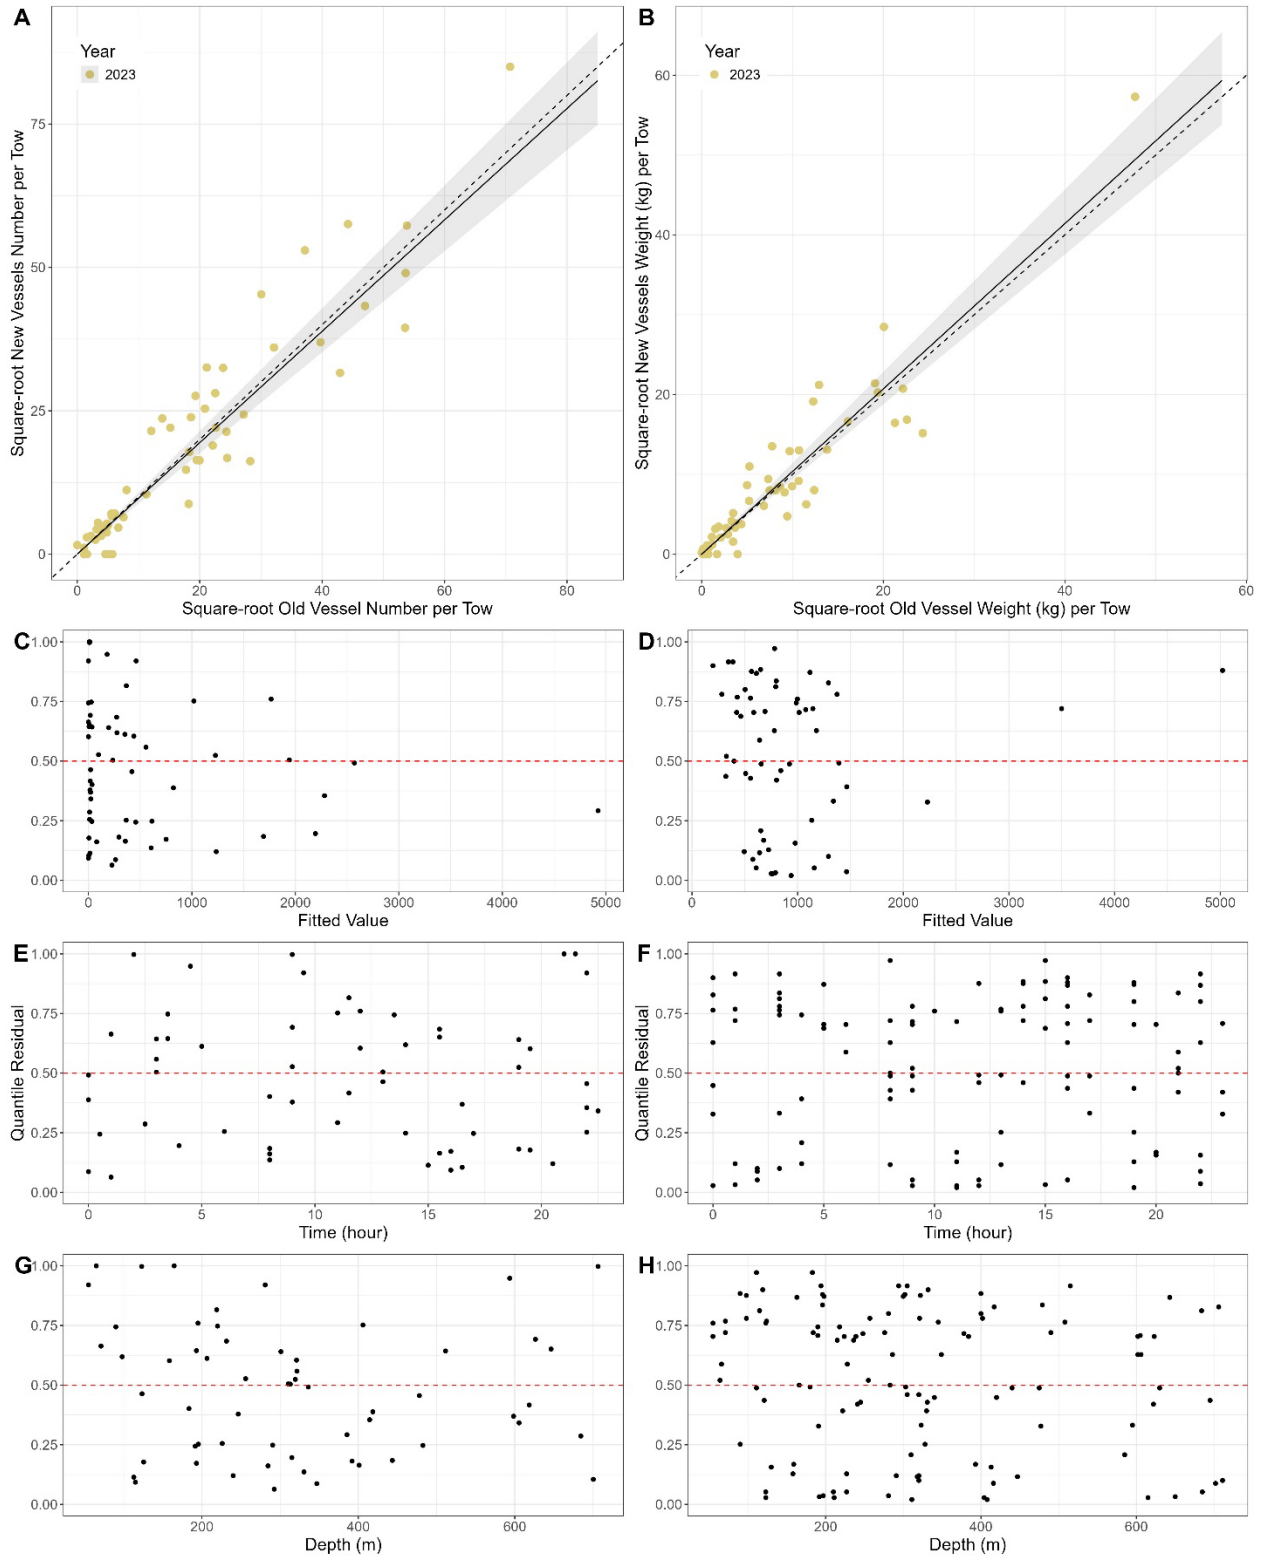 A
Year
2023
Square-root New Vessels Number per Tow
75
50
25
0
0 20 40 60 80
Square-root Old Vessel Number per Tow
B
Year
2023
Square-root New Vessels Weight (kg) per Tow
60
40
20
0
0 20 40 60
Square-root Old Vessel Weight (kg) per Tow
C
1.00
0.75
0.50
0.25
0.00
0 1000 2000 3000 4000 5000
Fitted Value
D
1.00
0.75
0.50
0.25
0.00
0 1000 2000 3000 4000 5000
Fitted Value
E
Quantile Residual
1.00
0.75
0.50
0.25
0.00
0 5 10 15 20
Time (hour)
F
Quantile Residual
1.00
0.75
0.50
0.25
0.00
0 5 10 15 20
Time (hour)
G
1.00
0.75
0.50
0.25
0.00
200 400 600
Depth (m)
H
1.00
0.75
0.50
0.25
0.00
200 400 600
Depth (m)